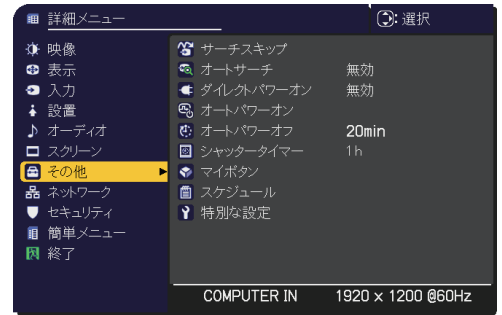 詳細メニュー
:選択
映像
表示
入力
設置
オーディオ
スクリーン
その他
ネットワーク
セキュリティ
簡単メニュー
終了
サーチスキップ
オートサーチ 無効
ダイレクトパワーオン 無効
オートパワーオン
オートパワーオフ 20min
シャッタータイマー 1h
マイボタン
スケジュール
特別な設定
COMPUTER IN 1920 x 1200 @60Hz